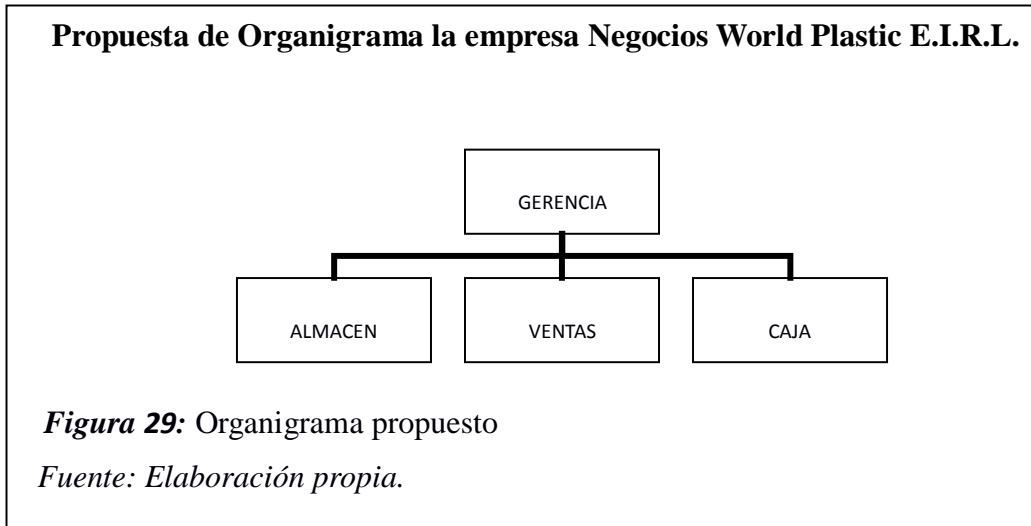 Propuesta de Organigrama la empresa Negocios World Plastic E.I.R.L.
GERENCIA
ALMACEN VENTAS CAJA
Figura 29: Organigrama propuesto
Fuente: Elaboración propia.